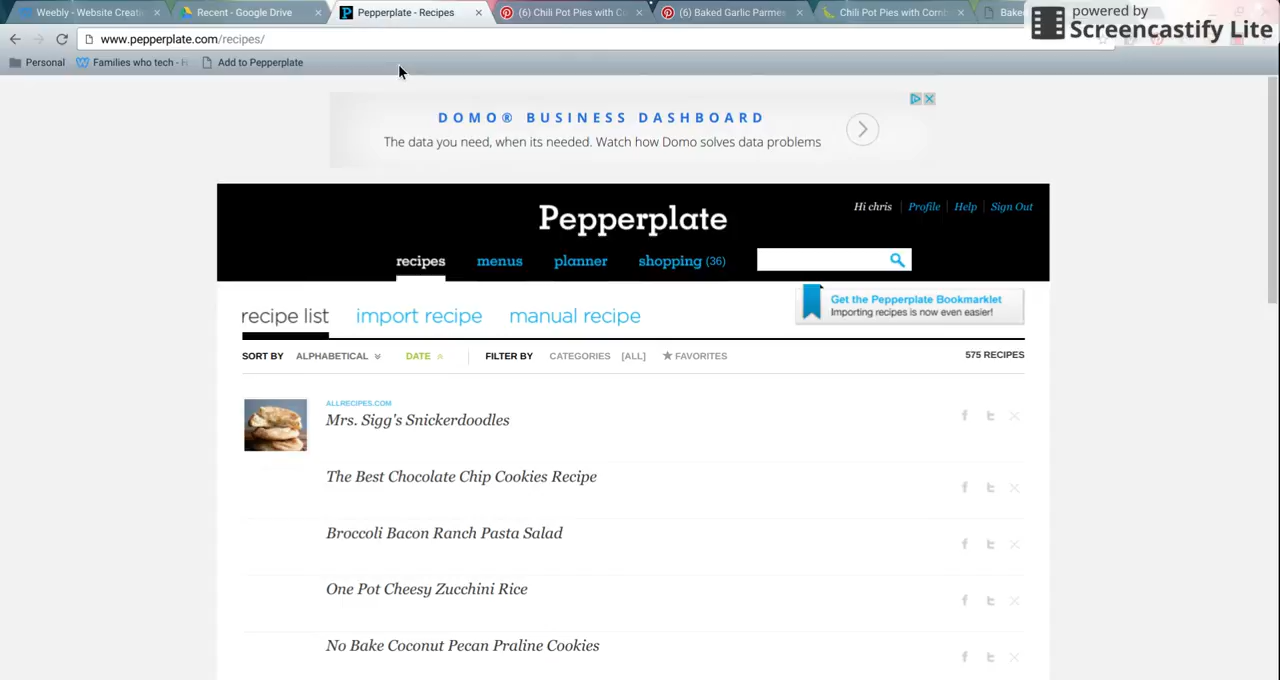 Weebly - Website Creat
Recent - Google Drive
Pepperplate - Recipes
(6) Chili Pot Pies with C
(6) Baked Garlic Parme
Chili Pot Pies with Corn
Bake
powered by
Screencastify Lite
www.pepperplate.com/recipes/
Personal
Families who tech - H
Add to Pepperplate
DOMO® BUSINESS DASHBOARD
The data you need, when its needed. Watch how Domo solves data problems
Hi chris | Profile | Help | Sign Out
Pepperplate
recipes menus planner shopping (36)
recipe list import recipe manual recipe
Get the Pepperplate Bookmarklet
Importing recipes is now even easier!
SORT BY ALPHABETICAL DATE FILTER BY CATEGORIES [ALL] FAVORITES 575 RECIPES
ALLRECIPES.COM
Mrs. Sigg's Snickerdoodles
The Best Chocolate Chip Cookies Recipe
Broccoli Bacon Ranch Pasta Salad
One Pot Cheesy Zucchini Rice
No Bake Coconut Pecan Praline Cookies